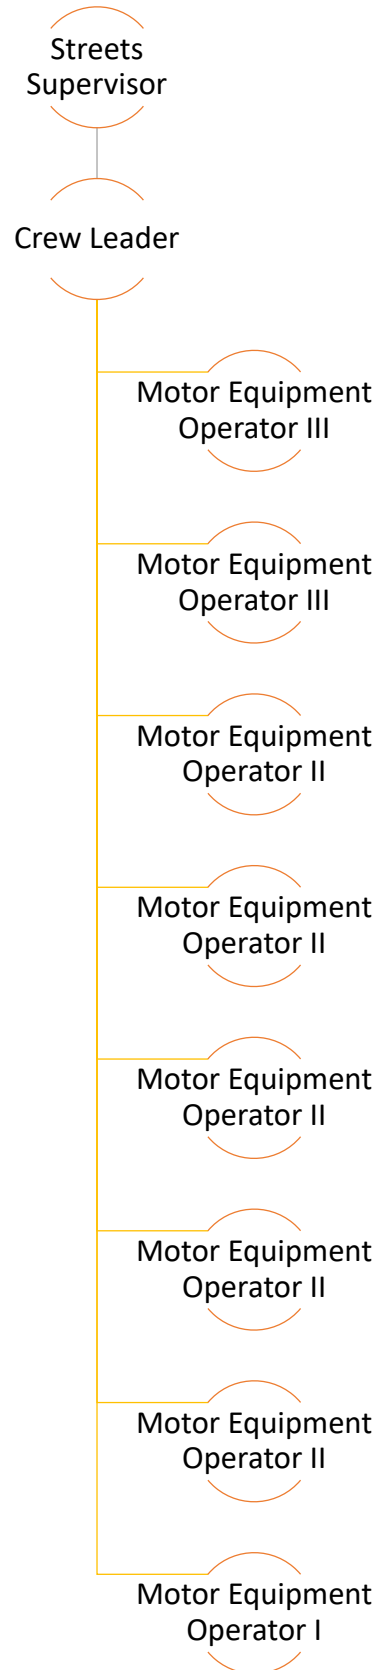 Streets
Supervisor
Crew Leader
Motor Equipment
Operator III
Motor Equipment
Operator III
Motor Equipment
Operator II
Motor Equipment
Operator II
Motor Equipment
Operator II
Motor Equipment
Operator II
Motor Equipment
Operator II
Motor Equipment
Operator I